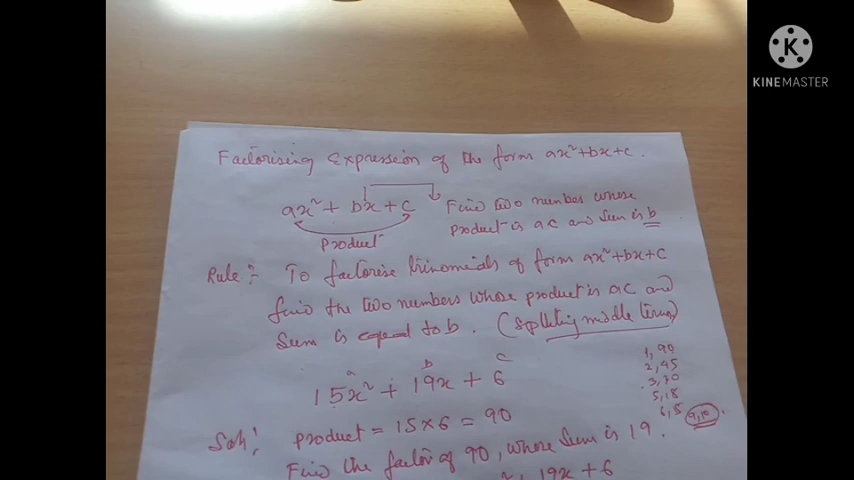 KINEMASTER
Factorising Expression of the form ax²+bx+c.
ax² + bx + c Find two numbers whose
product is ac and sum is b
product
Rule :- To factorise trinomials of form ax²+bx+c
find the two numbers whose product is ac and
sum is equal to b. (splitting middle term)
a b c
15x² + 19x + 6
1, 90
2, 45
3, 30
5, 18
6, 15 9, 10
Soln: product = 15 × 6 = 90
Find the factor of 90, whose sum is 19.
19x + 6